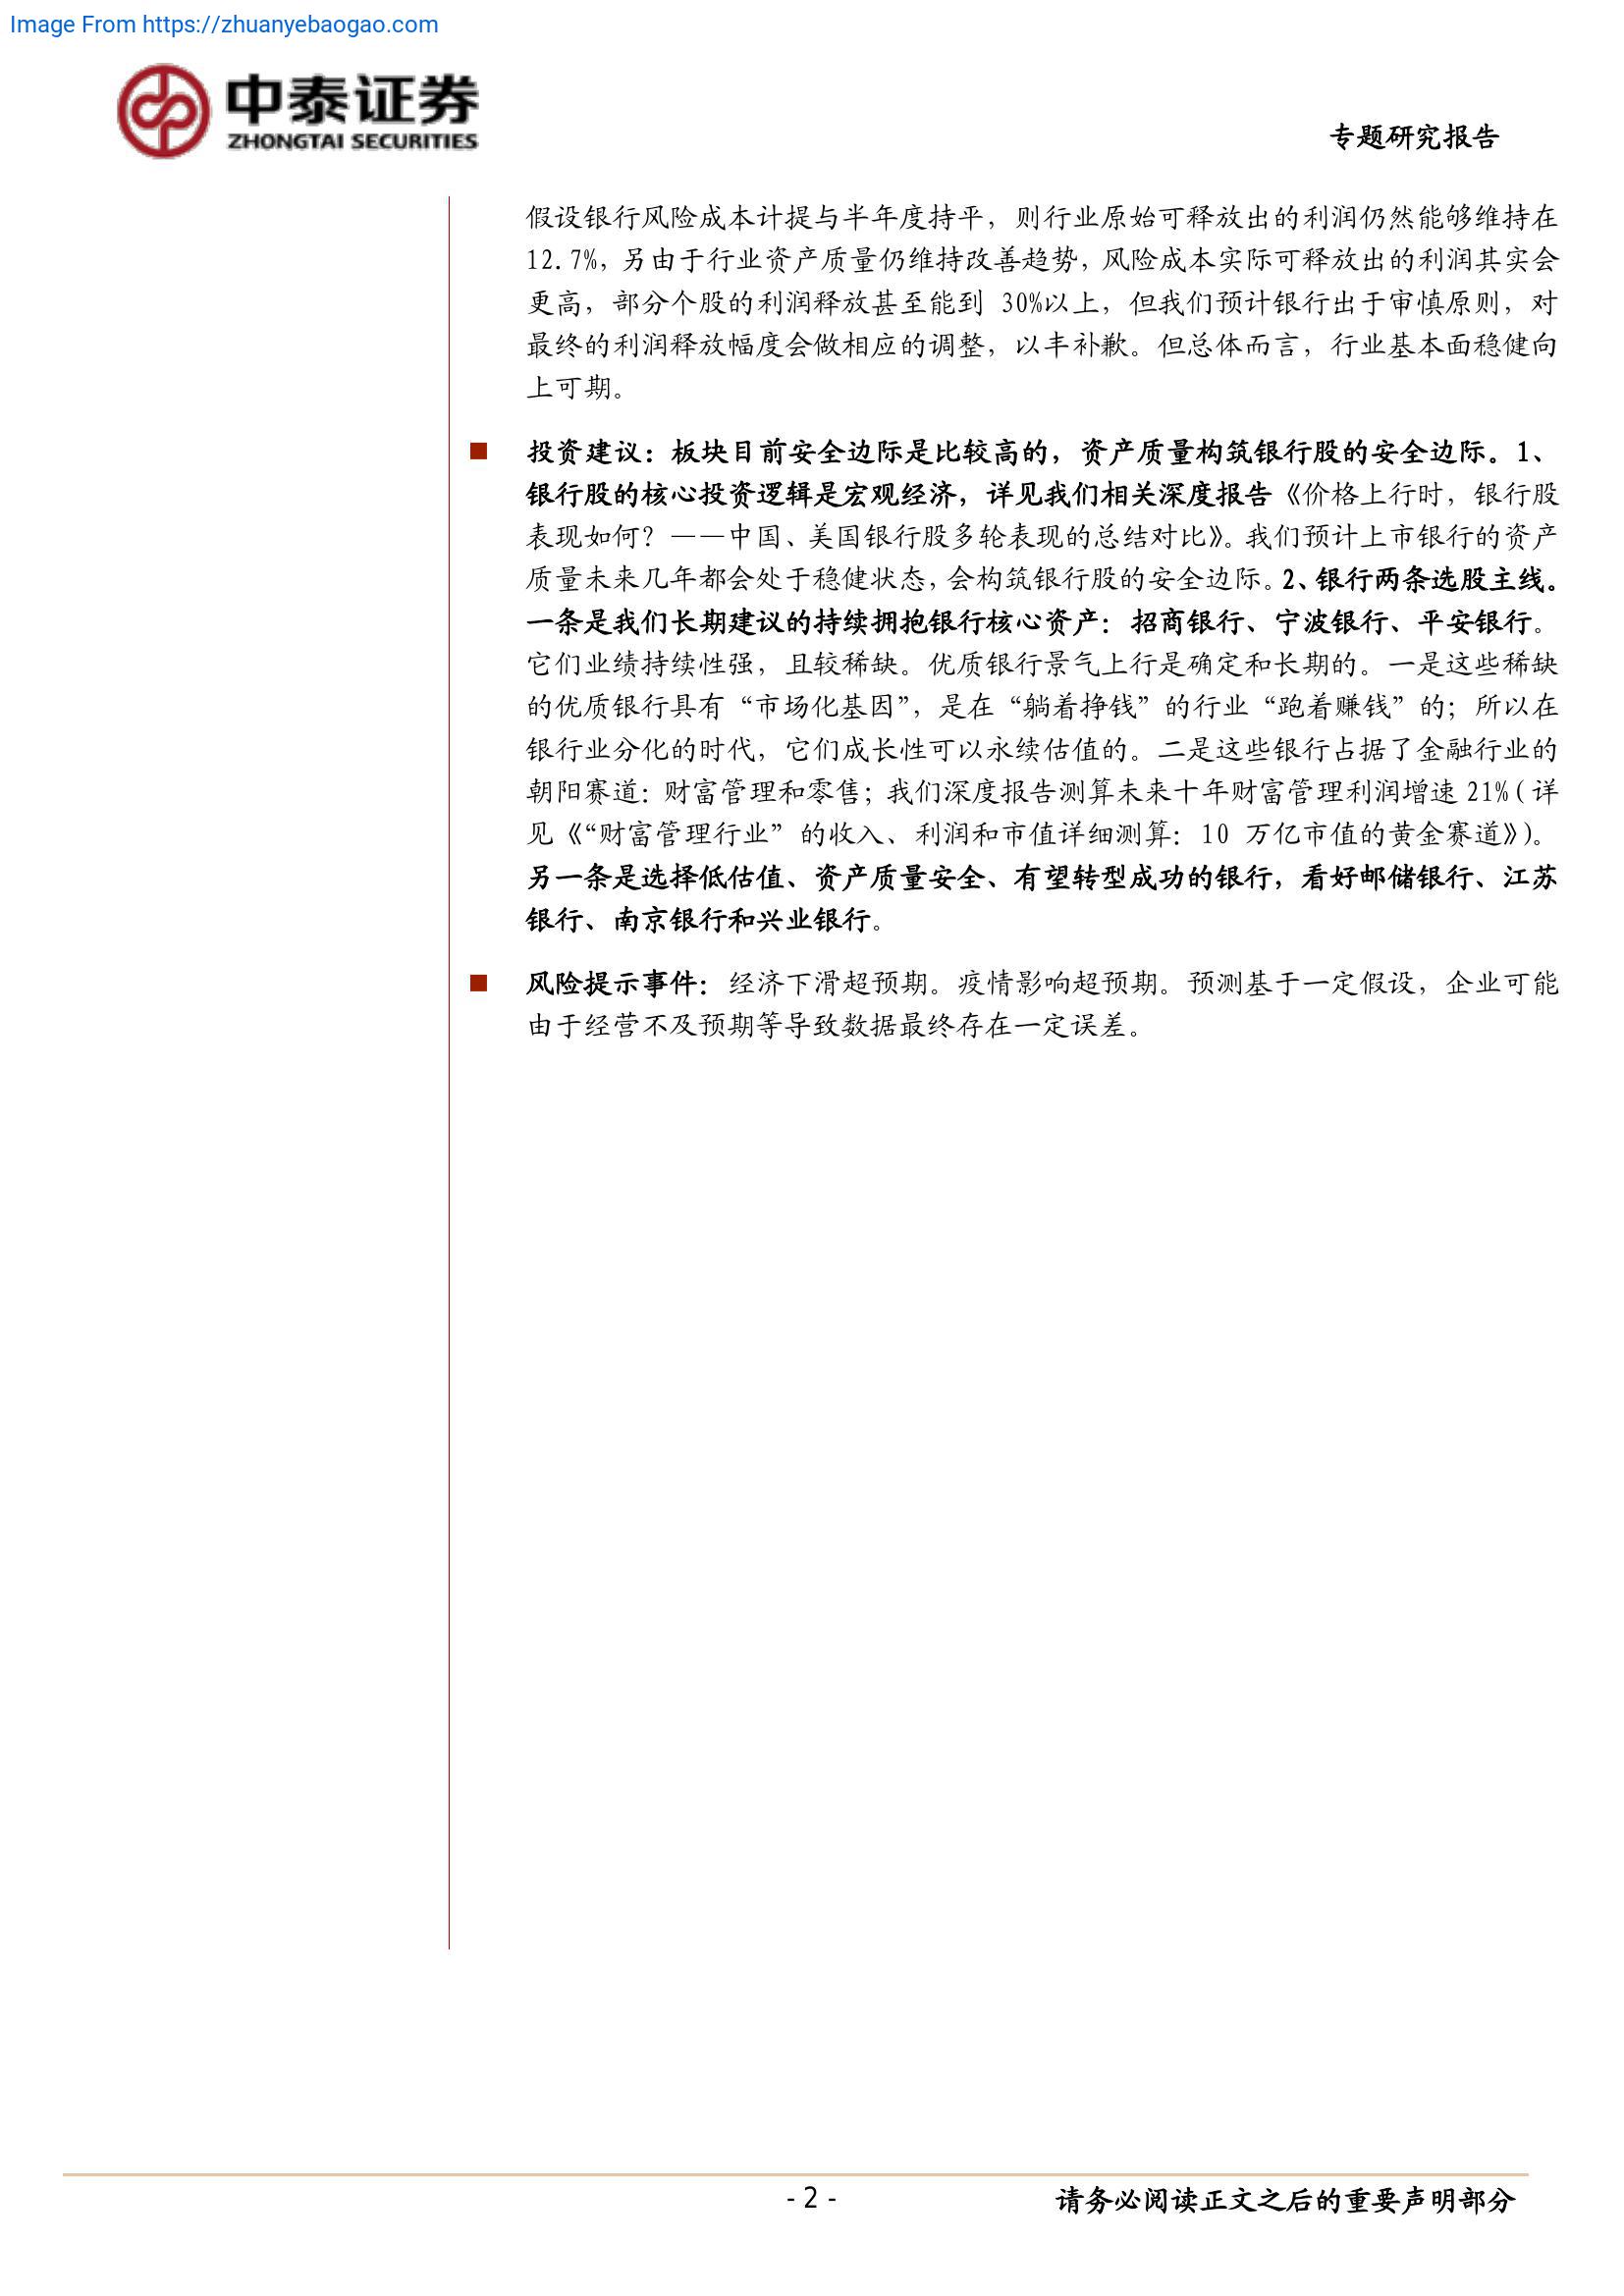 Image From https://zhuanyebaogao.com
中泰证券
ZHONGTAI SECURITIES
专题研究报告
假设银行风险成本计提与半年度持平，则行业原始可释放出的利润仍然能够维持在
12.7%，另由于行业资产质量仍维持改善趋势，风险成本实际可释放出的利润其实会
更高，部分个股的利润释放甚至能到 30%以上，但我们预计银行出于审慎原则，对
最终的利润释放幅度会做相应的调整，以丰补歉。但总体而言，行业基本面稳健向
上可期。
■ 投资建议：板块目前安全边际是比较高的，资产质量构筑银行股的安全边际。1、
银行股的核心投资逻辑是宏观经济，详见我们相关深度报告《价格上行时，银行股
表现如何？——中国、美国银行股多轮表现的总结对比》。我们预计上市银行的资产
质量未来几年都会处于稳健状态，会构筑银行股的安全边际。2、银行两条选股主线。
一条是我们长期建议的持续拥抱银行核心资产：招商银行、宁波银行、平安银行。
它们业绩持续性强，且较稀缺。优质银行景气上行是确定和长期的。一是这些稀缺
的优质银行具有“市场化基因”，是在“躺着挣钱”的行业“跑着赚钱”的；所以在
银行业分化的时代，它们成长性可以永续估值的。二是这些银行占据了金融行业的
朝阳赛道：财富管理和零售；我们深度报告测算未来十年财富管理利润增速 21%（详
见《“财富管理行业”的收入、利润和市值详细测算：10 万亿市值的黄金赛道》）。
另一条是选择低估值、资产质量安全、有望转型成功的银行，看好邮储银行、江苏
银行、南京银行和兴业银行。
■ 风险提示事件：经济下滑超预期。疫情影响超预期。预测基于一定假设，企业可能
由于经营不及预期等导致数据最终存在一定误差。
- 2 -
请务必阅读正文之后的重要声明部分